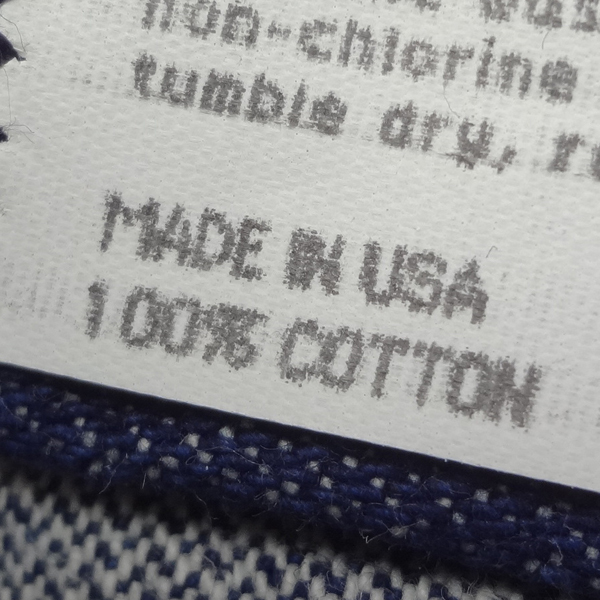 non-chlorine
tumble dry,
MADE IN USA
100% COTTON